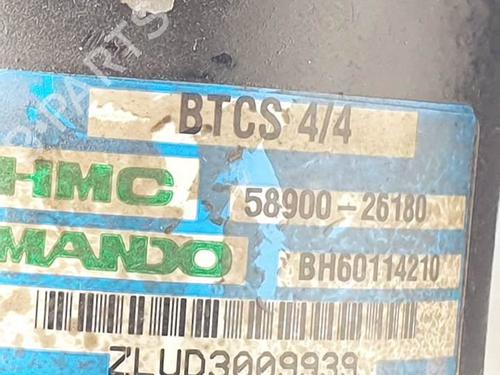 BTCS 4/4
HMC 58900-26180
MANDO BH60114210
ZLUD3009939